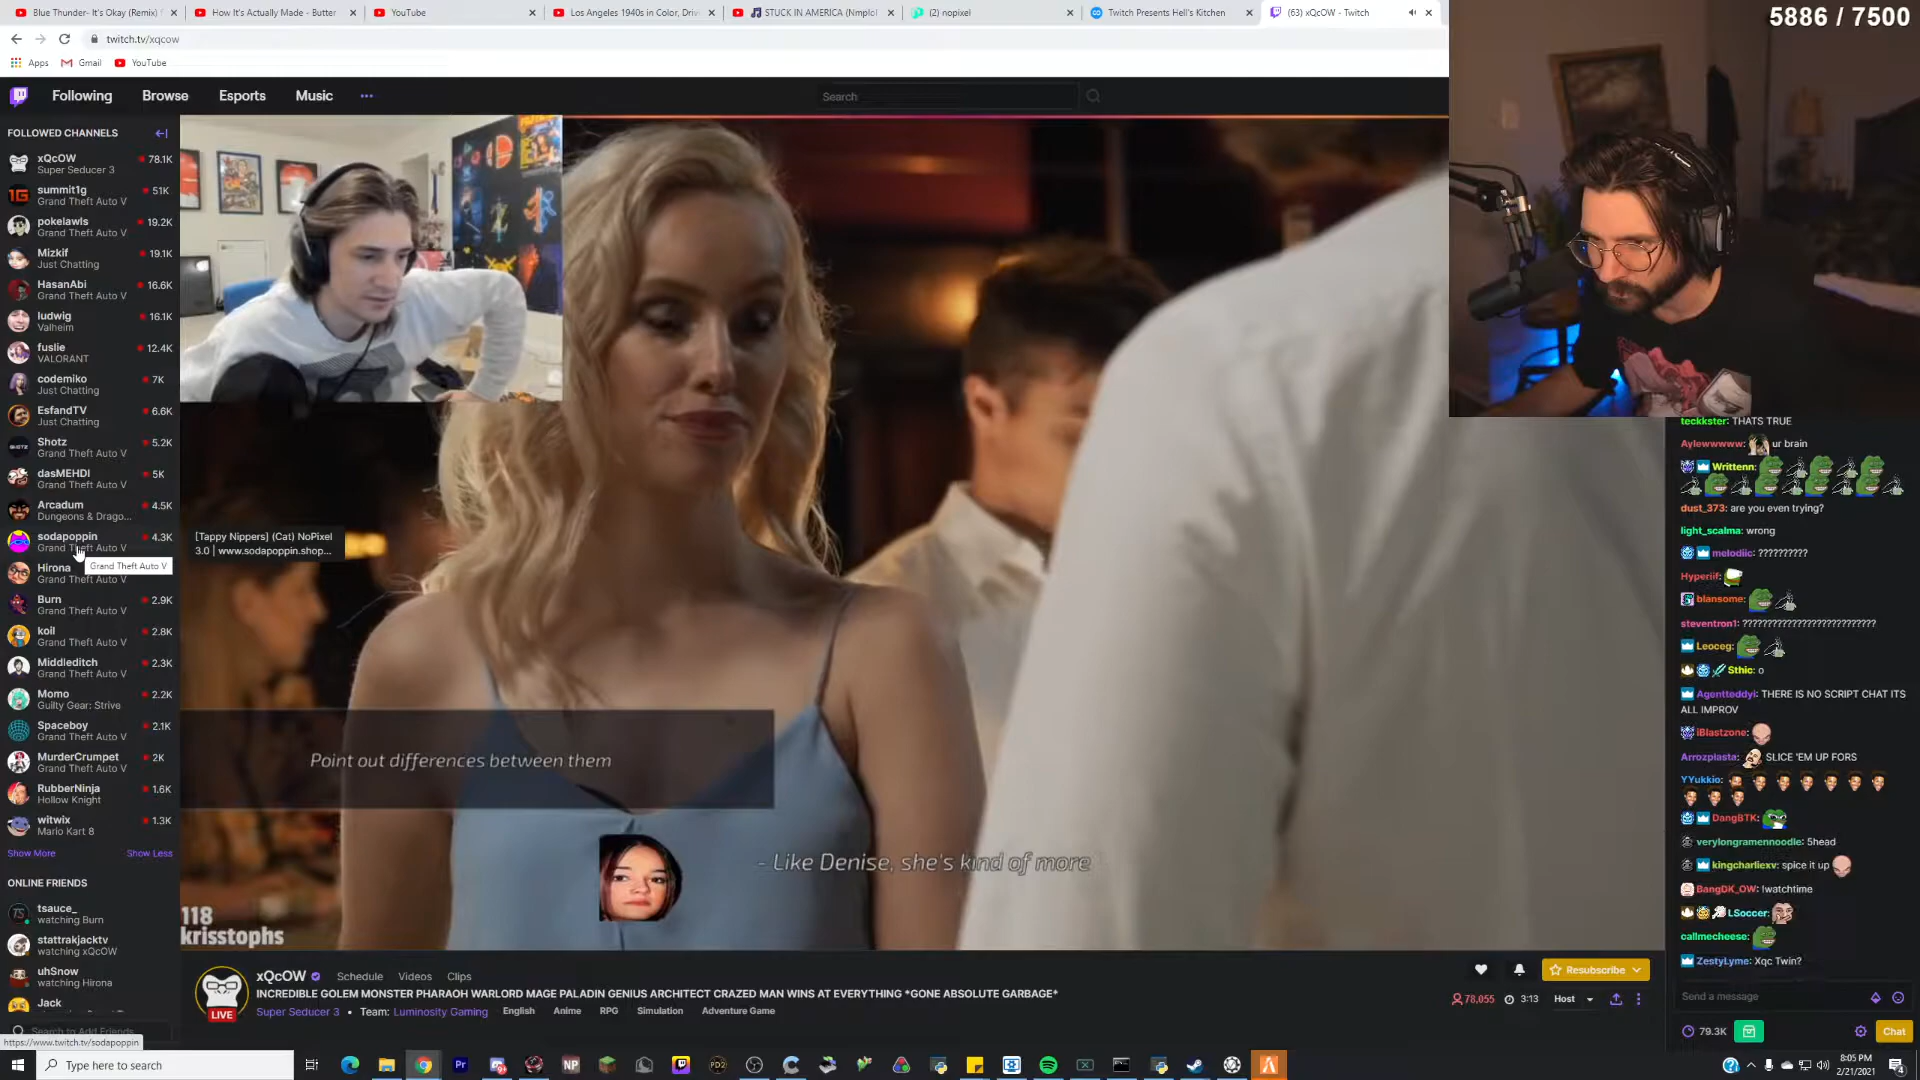 Blue Thunder- It's Okay (Remix)
How It's Actually Made - Butter
YouTube
Los Angeles 1940s in Color, Driv
STUCK IN AMERICA (Nmplol
(2) nopixel
Twitch Presents Hell's Kitchen
(63) xQcOW - Twitch
5886 / 7500
twitch.tv/xqcow
Apps
Gmail
YouTube
Following
Browse
Esports
Music
Search
FOLLOWED CHANNELS
xQcOW 78.1K
Super Seducer 3
summit1g 51K
Grand Theft Auto V
pokelawls 19.2K
Grand Theft Auto V
Mizkif 19.1K
Just Chatting
HasanAbi 16.6K
Grand Theft Auto V
ludwig 16.1K
Valheim
fuslie 12.4K
VALORANT
codemiko 7K
Just Chatting
EsfandTV 6.6K
Just Chatting
Shotz 5.2K
Grand Theft Auto V
dasMEHDI 5K
Grand Theft Auto V
Arcadum 4.5K
Dungeons & Drago...
sodapoppin 4.3K
Grand Theft Auto V
Grand Theft Auto V
[Tappy Nippers] (Cat) NoPixel
3.0 | www.sodapoppin.shop...
Hirona
Grand Theft Auto V
Burn 2.9K
Grand Theft Auto V
koil 2.8K
Grand Theft Auto V
Middleditch 2.3K
Grand Theft Auto V
Momo 2.2K
Guilty Gear: Strive
Spaceboy 2.1K
Grand Theft Auto V
MurderCrumpet 2K
Grand Theft Auto V
RubberNinja 1.6K
Hollow Knight
witwix 1.3K
Mario Kart 8
Show More Show Less
ONLINE FRIENDS
tsauce_
watching Burn
stattrakjacktv
watching xQcOW
uhSnow
watching Hirona
Jack
Search to Add Friends
https://www.twitch.tv/sodapoppin
Point out differences between them
- Like Denise, she's kind of more
118
krisstophs
xQcOW
Schedule
Videos
Clips
INCREDIBLE GOLEM MONSTER PHARAOH WARLORD MAGE PALADIN GENIUS ARCHITECT CRAZED MAN WINS AT EVERYTHING *GONE ABSOLUTE GARBAGE*
LIVE
Super Seducer 3 • Team: Luminosity Gaming
English
Anime
RPG
Simulation
Adventure Game
Resubscribe
78,055
3:13
Host
teckkster: THATS TRUE
Aylewwwww: ur brain
Writtenn:
dust_373: are you even trying?
light_scalma: wrong
melodiic: ??????????
Hyperiif:
blansome:
steventron1: ???????????????????????????
Leoceg:
Sthic: o
Agentteddyi: THERE IS NO SCRIPT CHAT ITS
ALL IMPROV
iBlastzone:
Arrozplasta: SLICE 'EM UP FORS
YYukkio:
DangBTK:
verylongramennoodle: 5head
kingcharliexv: spice it up
BangDK_OW: !watchtime
LSoccer:
callmecheese:
ZestyLyme: Xqc Twin?
Send a message
79.3K
Chat
Type here to search
8:05 PM
2/21/2021